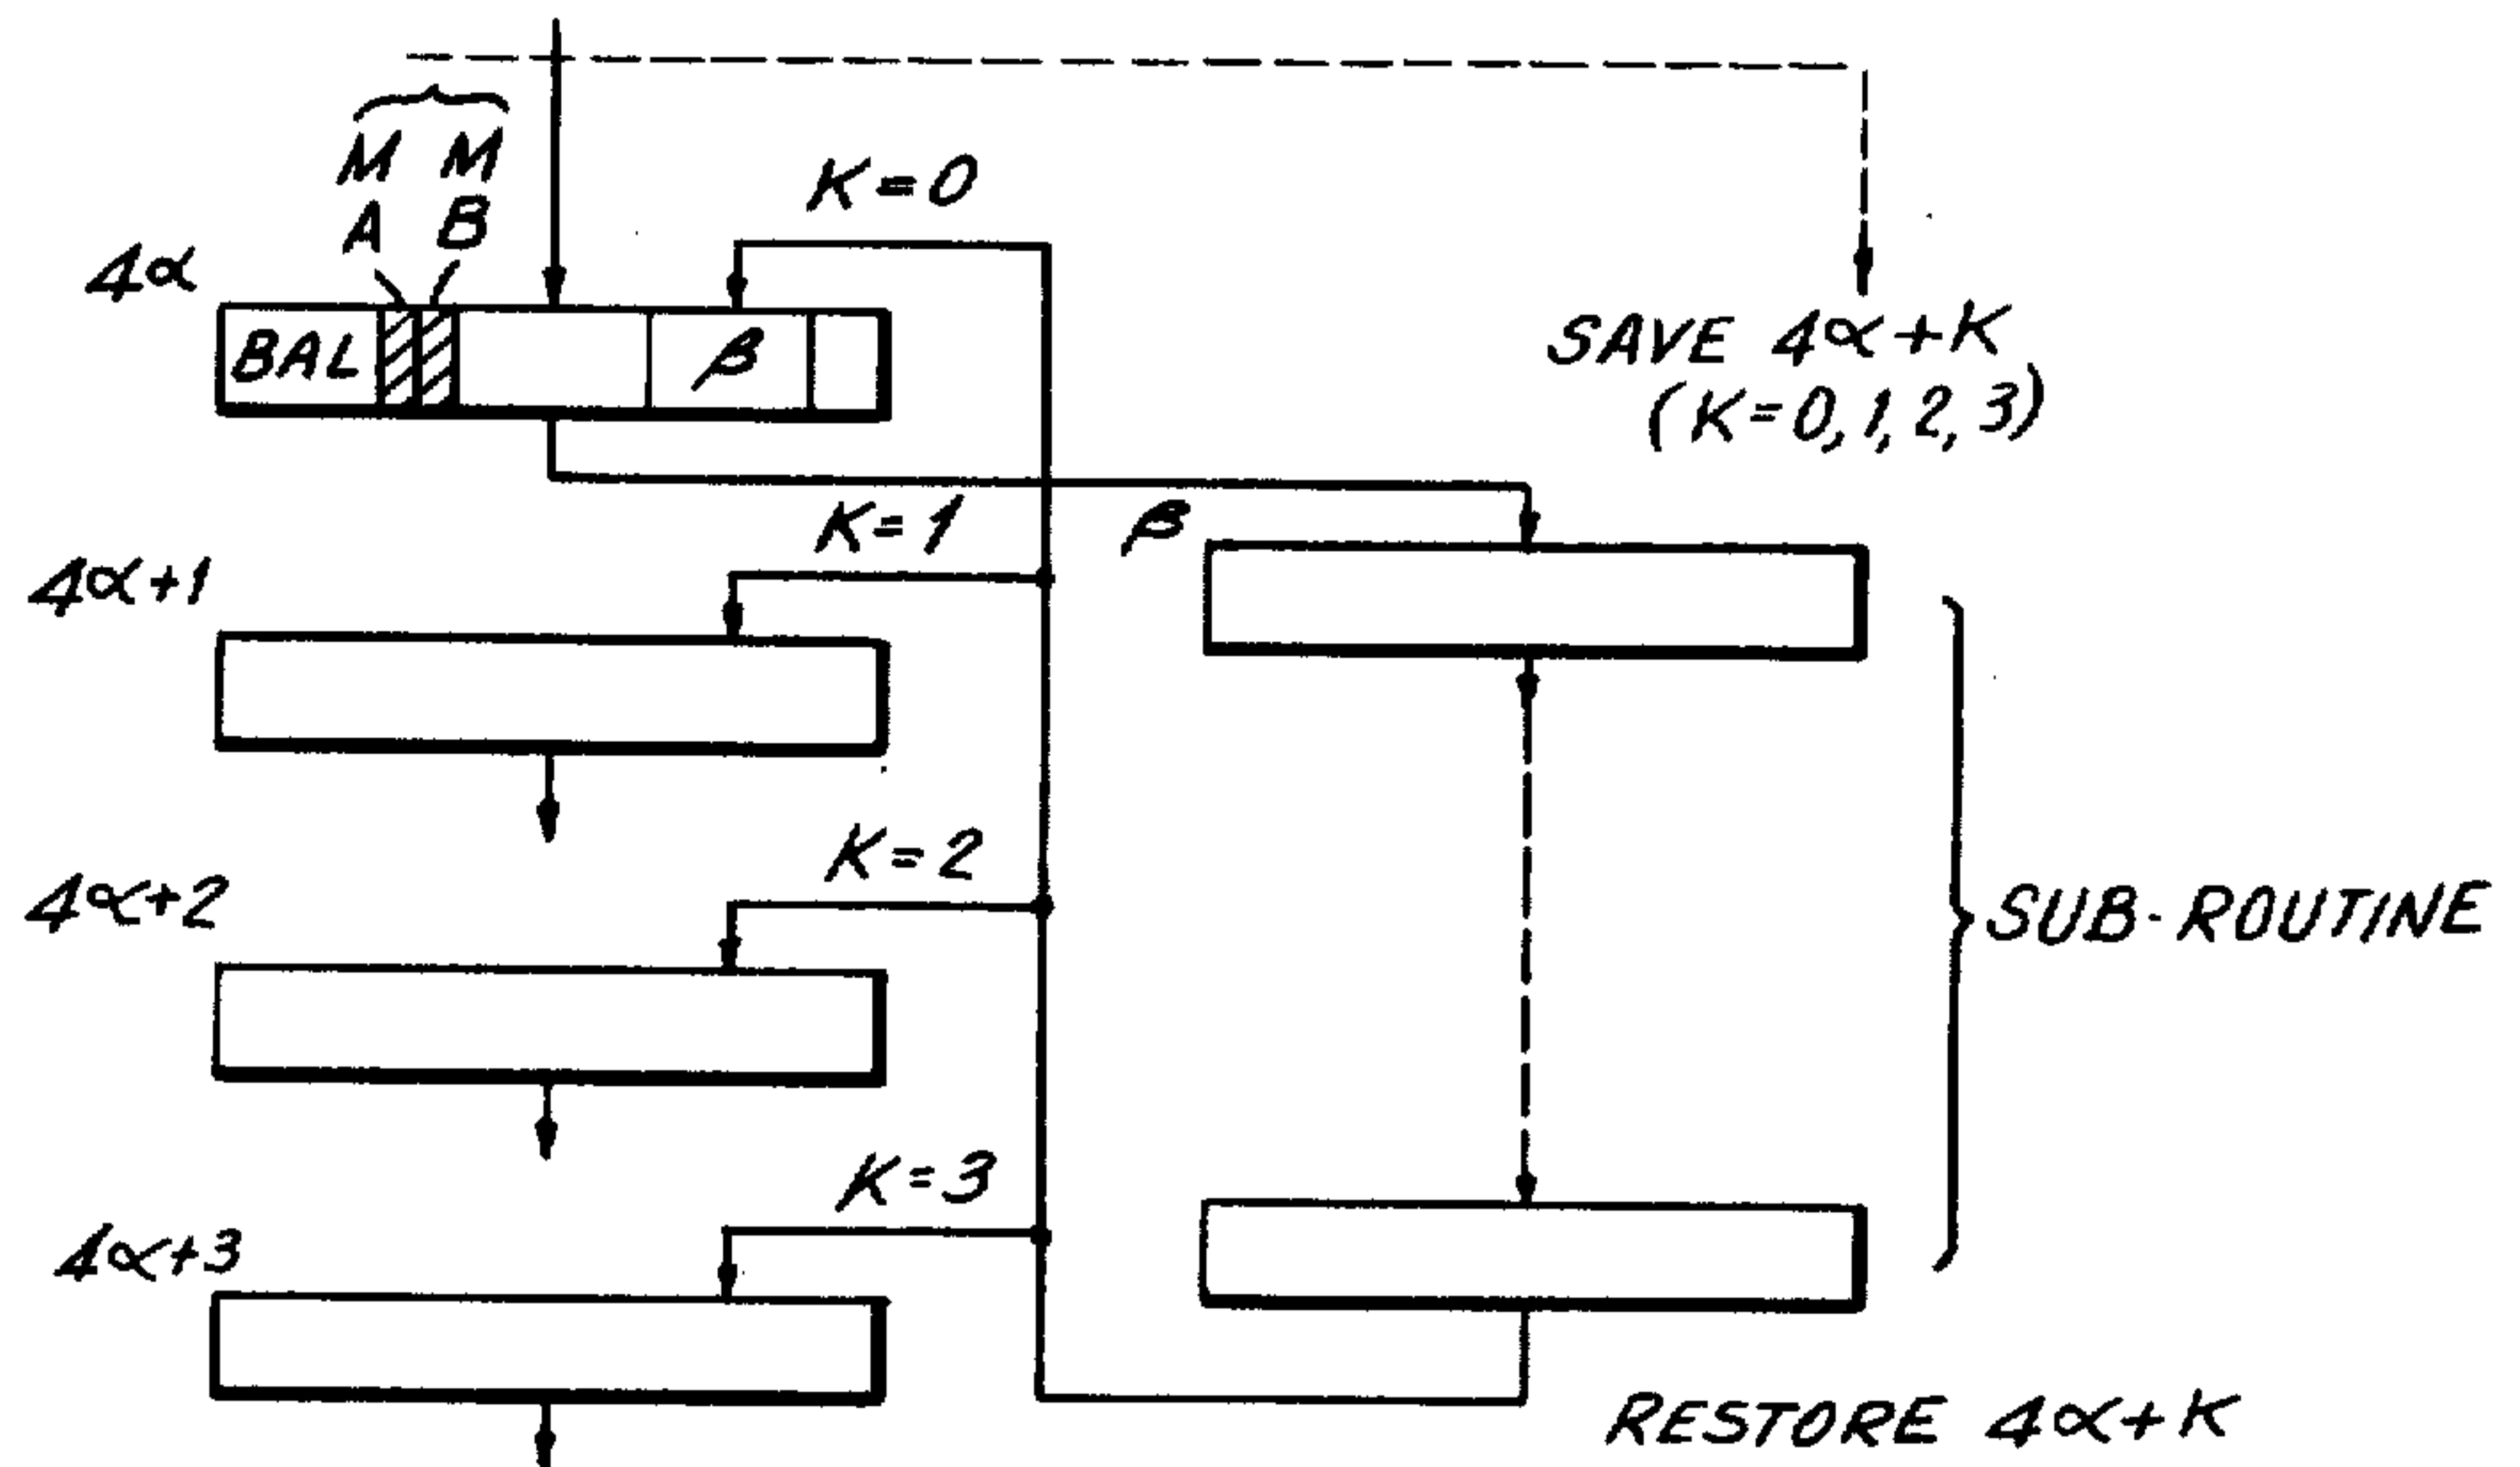 M M
A B
K=0
4α
BAL
β
SAVE 4α+K
(K=0,1,2,3)
K=1
β
4α+1
K=2
4α+2
SUB-ROUTINE
K=3
4α+3
RESTORE 4α+K